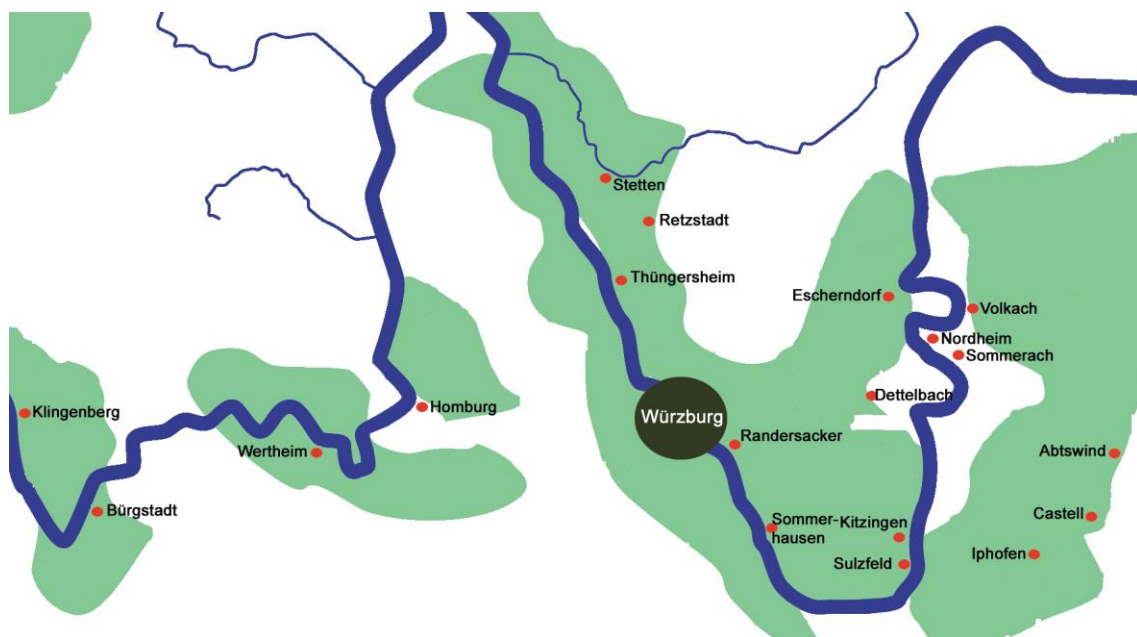 Stetten
Retzstadt
Thüngersheim
Escherndorf
Volkach
Nordheim
Sommerach
Dettelbach
Klingenberg
Homburg
Würzburg
Randersacker
Wertheim
Abtswind
Bürgstadt
Sommer-
hausen
Kitzingen
Castell
Sulzfeld
Iphofen